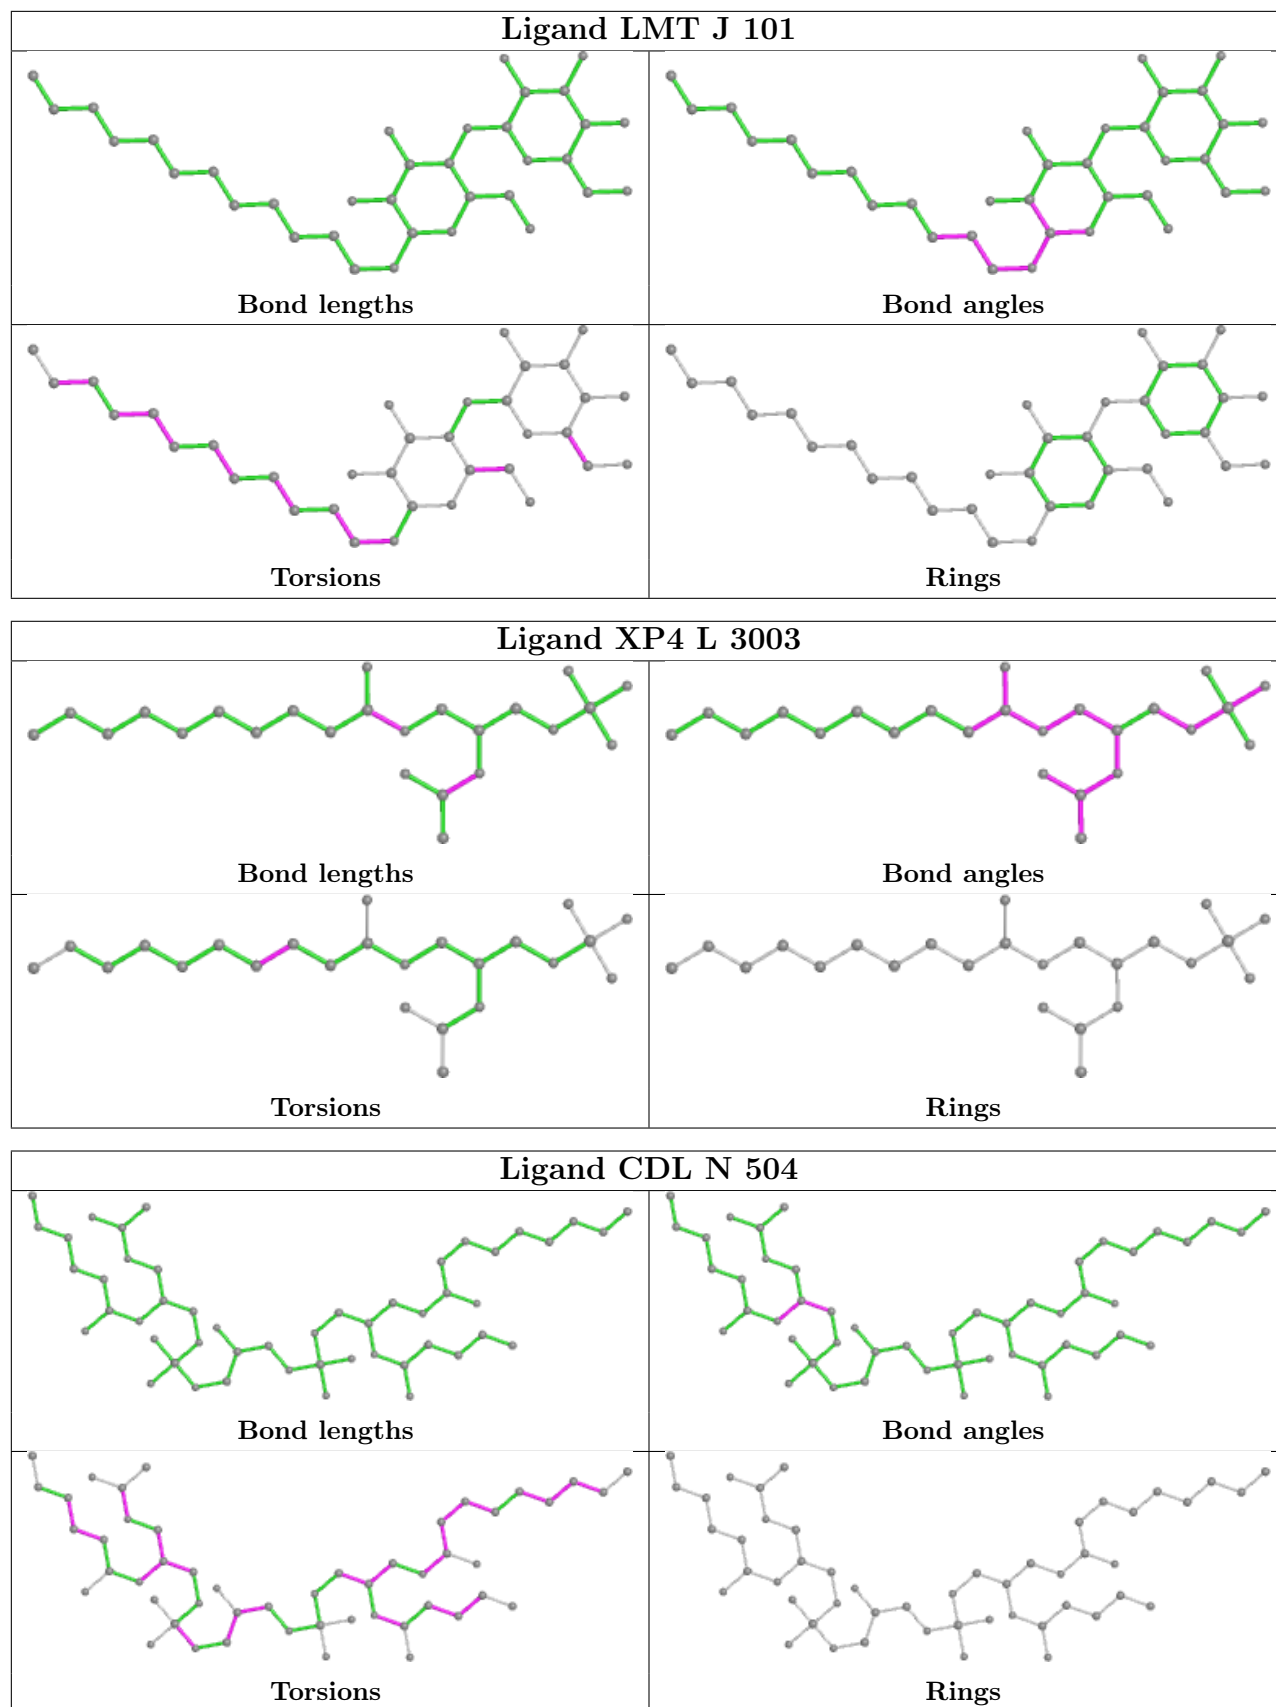 Ligand LMT J 101
Bond lengths
Bond angles
Torsions
Rings
Ligand XP4 L 3003
Bond lengths
Bond angles
Torsions
Rings
Ligand CDL N 504
Bond lengths
Bond angles
Torsions
Rings